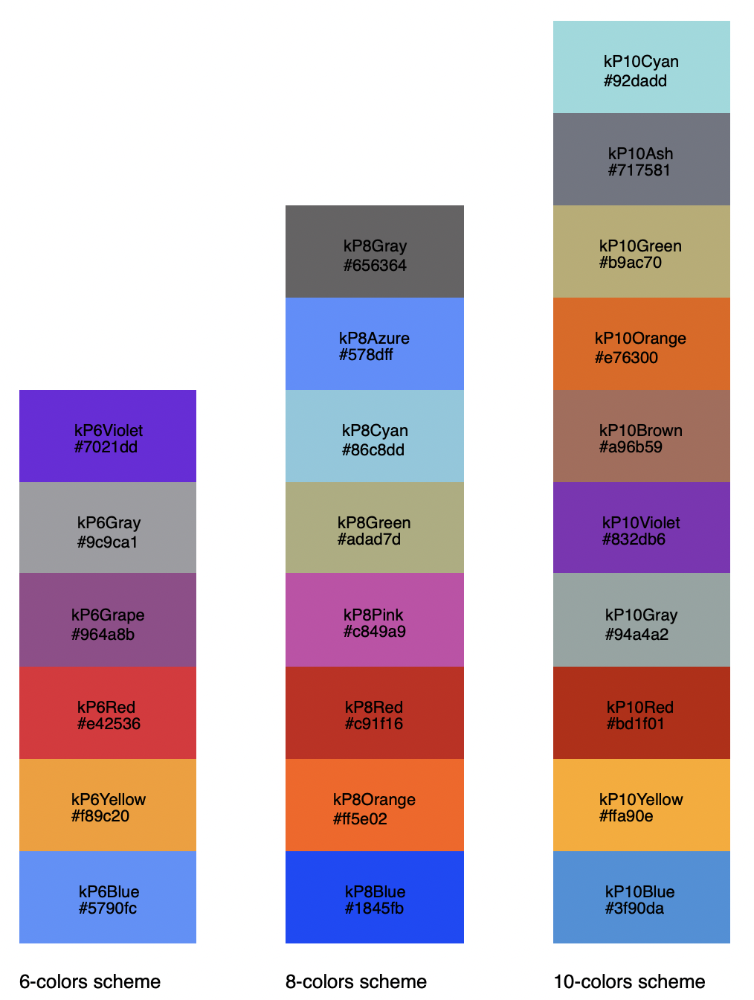 kP10Cyan
#92dadd
kP10Ash
#717581
kP8Gray
#656364
kP10Green
#b9ac70
kP8Azure
#578dff
kP10Orange
#e76300
kP6Violet
#7021dd
kP8Cyan
#86c8dd
kP10Brown
#a96b59
kP6Gray
#9c9ca1
kP8Green
#adad7d
kP10Violet
#832db6
kP6Grape
#964a8b
kP8Pink
#c849a9
kP10Gray
#94a4a2
kP6Red
#e42536
kP8Red
#c91f16
kP10Red
#bd1f01
kP6Yellow
#f89c20
kP8Orange
#ff5e02
kP10Yellow
#ffa90e
kP6Blue
#5790fc
kP8Blue
#1845fb
kP10Blue
#3f90da
6-colors scheme
8-colors scheme
10-colors scheme